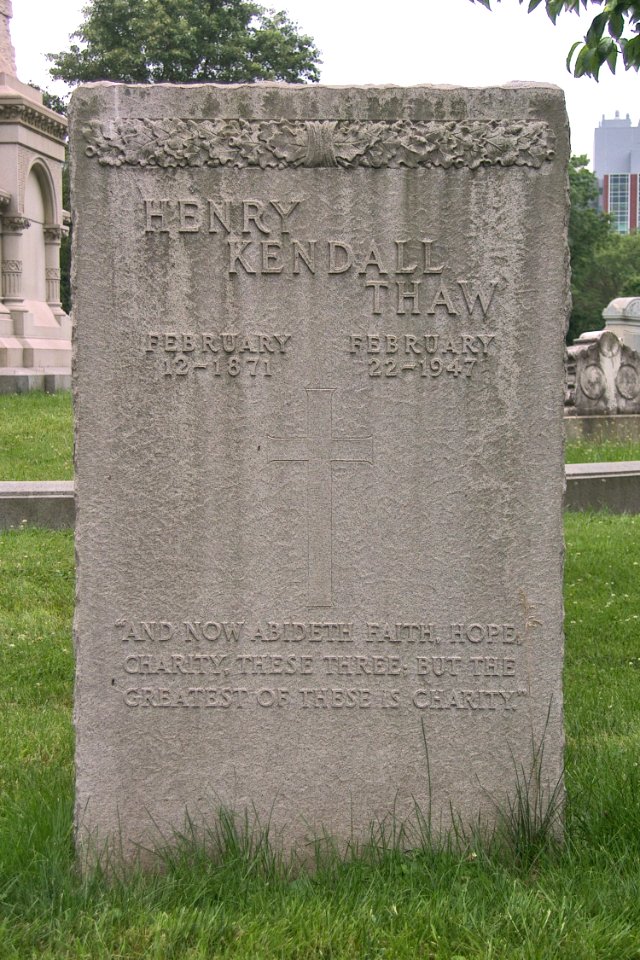 HENRY
KENDALL
THAW
FEBRUARY FEBRUARY
12-1871 22-1947
"AND NOW ABIDETH FAITH, HOPE,
CHARITY, THESE THREE; BUT THE
GREATEST OF THESE IS CHARITY."